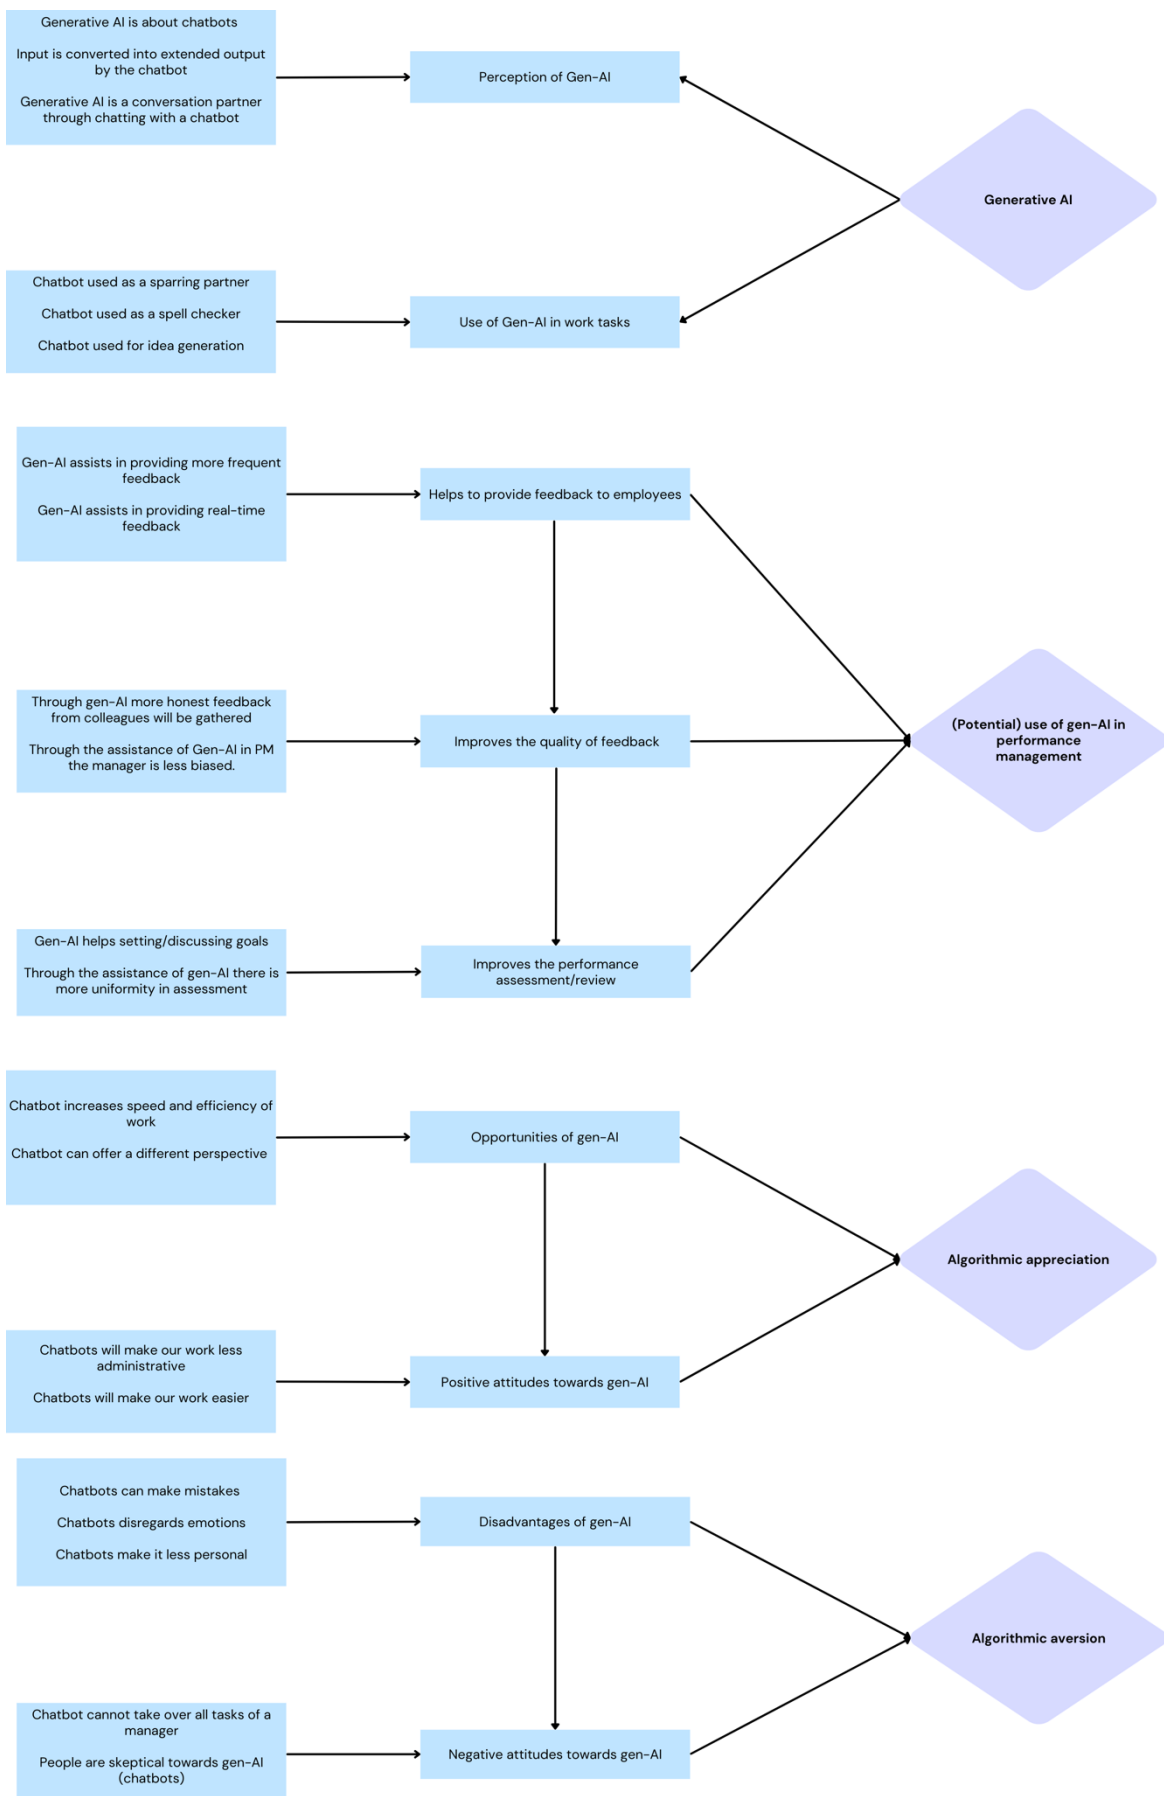 Generative AI is about chatbots
Input is converted into extended output
by the chatbot
Generative AI is a conversation partner
through chatting with a chatbot
Perception of Gen-AI
Generative AI
Chatbot used as a sparring partner
Chatbot used as a spell checker
Chatbot used for idea generation
Use of Gen-AI in work tasks
Gen-AI assists in providing more frequent
feedback
Gen-AI assists in providing real-time
feedback
Helps to provide feedback to employees
Through gen-AI more honest feedback
from colleagues will be gathered
Through the assistance of Gen-AI in PM
the manager is less biased.
Improves the quality of feedback
(Potential) use of gen-AI in
performance
management
Gen-AI helps setting/discussing goals
Through the assistance of gen-AI there is
more uniformity in assessment
Improves the performance
assessment/review
Chatbot increases speed and efficiency of
work
Chatbot can offer a different perspective
Opportunities of gen-AI
Algorithmic appreciation
Chatbots will make our work less
administrative
Chatbots will make our work easier
Positive attitudes towards gen-AI
Chatbots can make mistakes
Chatbots disregards emotions
Chatbots make it less personal
Disadvantages of gen-AI
Algorithmic aversion
Chatbot cannot take over all tasks of a
manager
People are skeptical towards gen-AI
(chatbots)
Negative attitudes towards gen-AI